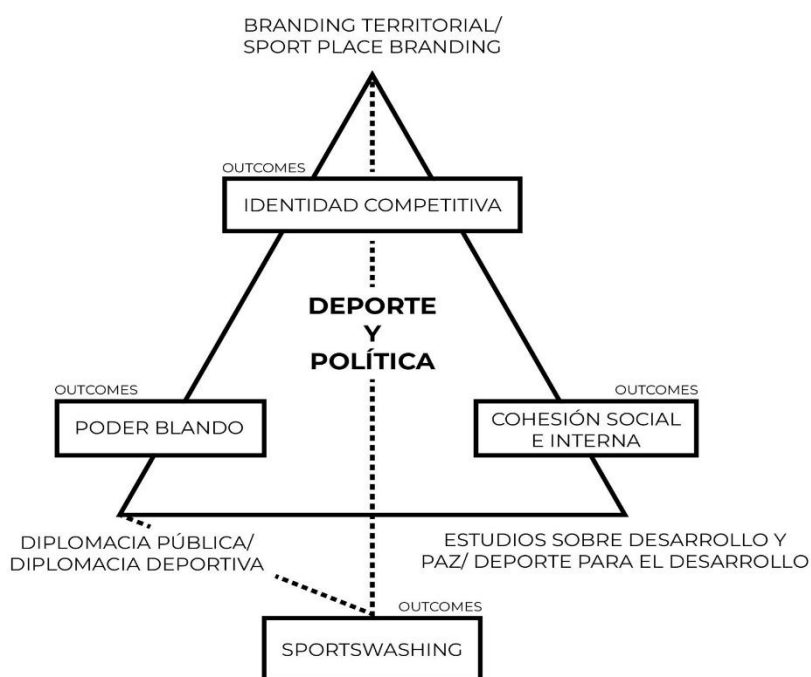 BRANDING TERRITORIAL/
SPORT PLACE BRANDING
OUTCOMES
IDENTIDAD COMPETITIVA
DEPORTE
Y
POLÍTICA
OUTCOMES
PODER BLANDO
OUTCOMES
COHESIÓN SOCIAL
E INTERNA
DIPLOMACIA PÚBLICA/
DIPLOMACIA DEPORTIVA
ESTUDIOS SOBRE DESARROLLO Y
PAZ/ DEPORTE PARA EL DESARROLLO
OUTCOMES
SPORTSWASHING